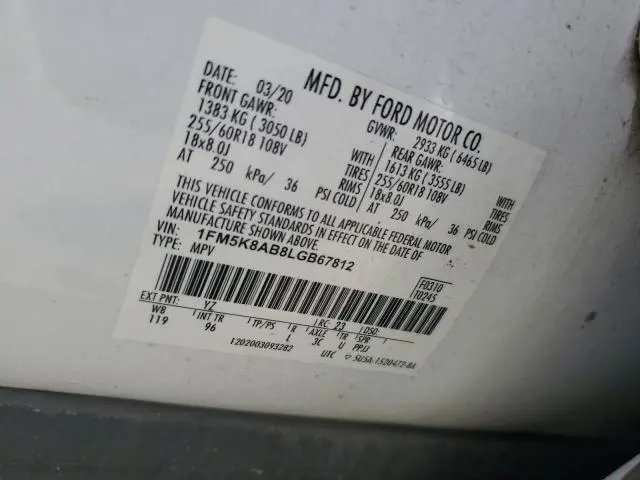 MFD. BY FORD MOTOR CO.
DATE: 03/20 GVWR: 2933 KG ( 6465 LB)
FRONT GAWR: REAR GAWR:
1383 KG ( 3050 LB) WITH 1613 KG ( 3555 LB) WITH
255/60R18 108V TIRES 255/60R18 108V TIRES
18x8.0J RIMS 18x8.0J RIMS
AT 250 kPa/ 36 PSI COLD AT 250 kPa/ 36 PSI COLD
THIS VEHICLE CONFORMS TO ALL APPLICABLE FEDERAL MOTOR
VEHICLE SAFETY STANDARDS IN EFFECT ON THE DATE OF
MANUFACTURE SHOWN ABOVE.
VIN: 1FM5K8AB8LGB67812
TYPE: MPV
F0310
T0245
EXT PNT: YZ RC: 23 DSO:
WB INT TR TP/PS R AXLE TR SPR
119 96 L 3C U PPJJ
1202003093282 UTC